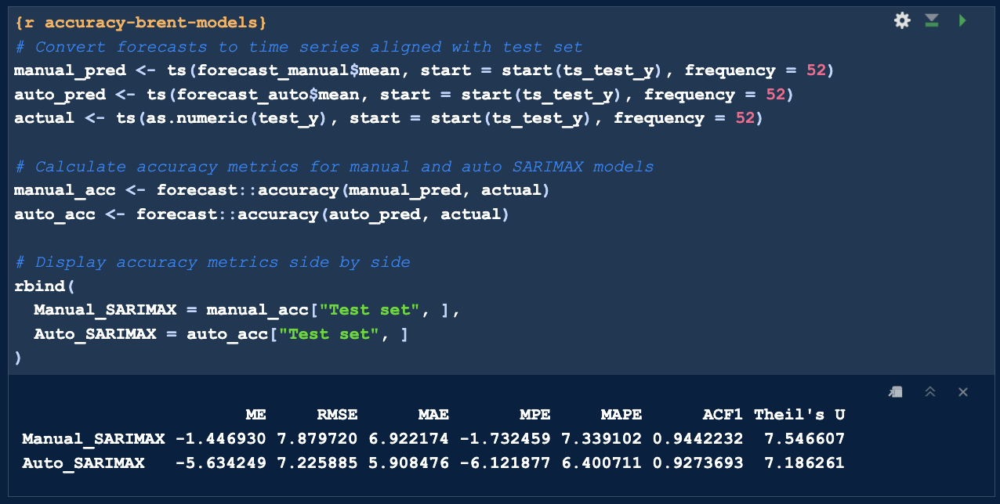 {r accuracy-brent-models}
# Convert forecasts to time series aligned with test set
manual_pred <- ts(forecast_manual$mean, start = start(ts_test_y), frequency = 52)
auto_pred <- ts(forecast_auto$mean, start = start(ts_test_y), frequency = 52)
actual <- ts(as.numeric(test_y), start = start(ts_test_y), frequency = 52)
# Calculate accuracy metrics for manual and auto SARIMAX models
manual_acc <- forecast::accuracy(manual_pred, actual)
auto_acc <- forecast::accuracy(auto_pred, actual)
# Display accuracy metrics side by side
rbind(
  Manual_SARIMAX = manual_acc["Test set", ],
  Auto_SARIMAX = auto_acc["Test set", ]
)
ME RMSE MAE MPE MAPE ACF1 Theil's U
Manual_SARIMAX -1.446930 7.879720 6.922174 -1.732459 7.339102 0.9442232 7.546607
Auto_SARIMAX -5.634249 7.225885 5.908476 -6.121877 6.400711 0.9273693 7.186261